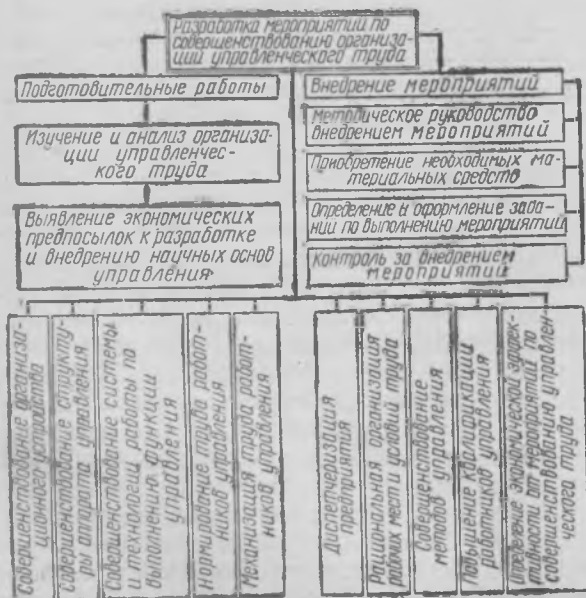 Разработка мероприятий по
совершенствованию организа-
ции управленческого труда
Подготовительные работы
Изучение и анализ организа-
ции управленчес-
кого труда
Выявление экономических
предпосылок к разработке
и внедрению научных основ
управления
Внедрение мероприятий
Методическое руководство
внедрением мероприятий
Приобретение необходимых ма-
териальных средств
Определение и оформление зада-
ний по выполнению мероприятий
Контроль за внедрением
мероприятий
Совершенствование организа-
ционного устройства
Совершенствование структу-
ры аппарата управления
Совершенствование системы
и технологии работы по
выполнению функции
управления
Нормирование труда работ-
ников управления
Механизация труда работ-
ников управления
Диспетчеризация
предприятия
Рациональная организация
рабочих мест и условий труда
Совершенствование
методов управления
Повышение квалификации
работников управления
Определение экономической эффек-
тивности от мероприятий по
совершенствованию управлен-
ческого труда